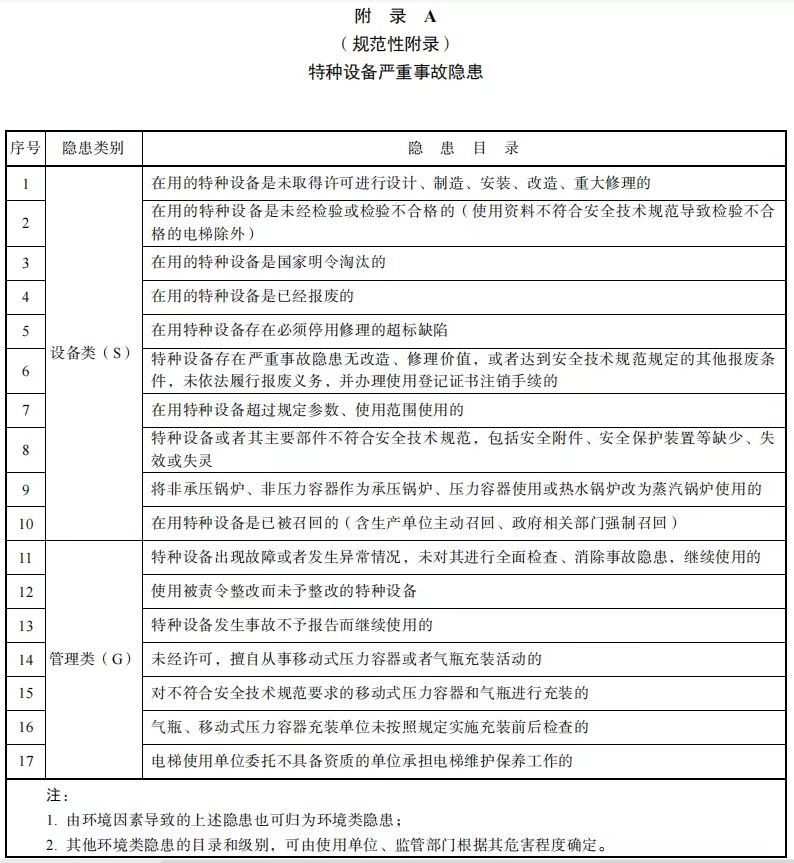 附 录 A
（规范性附录）
特种设备严重事故隐患
序号 隐患类别 隐 患 目 录
1 在用的特种设备是未取得许可进行设计、制造、安装、改造、重大修理的
2 在用的特种设备是未经检验或检验不合格的（使用资料不符合安全技术规范导致检验不合
格的电梯除外）
3 在用的特种设备是国家明令淘汰的
4 在用的特种设备是已经报废的
5 在用特种设备存在必须停用修理的超标缺陷
设备类（S）
6 特种设备存在严重事故隐患无改造、修理价值，或者达到安全技术规范规定的其他报废条
件，未依法履行报废义务，并办理使用登记证书注销手续的
7 在用特种设备超过规定参数、使用范围使用的
8 特种设备或者其主要部件不符合安全技术规范，包括安全附件、安全保护装置等缺少、失
效或失灵
9 将非承压锅炉、非压力容器作为承压锅炉、压力容器使用或热水锅炉改为蒸汽锅炉使用的
10 在用特种设备是已被召回的（含生产单位主动召回、政府相关部门强制召回）
11 特种设备出现故障或者发生异常情况，未对其进行全面检查、消除事故隐患，继续使用的
12 使用被责令整改而未予整改的特种设备
13 特种设备发生事故不予报告而继续使用的
14 管理类（G） 未经许可，擅自从事移动式压力容器或者气瓶充装活动的
15 对不符合安全技术规范要求的移动式压力容器和气瓶进行充装的
16 气瓶、移动式压力容器充装单位未按照规定实施充装前后检查的
17 电梯使用单位委托不具备资质的单位承担电梯维护保养工作的
注：
1. 由环境因素导致的上述隐患也可归为环境类隐患；
2. 其他环境类隐患的目录和级别，可由使用单位、监管部门根据其危害程度确定。